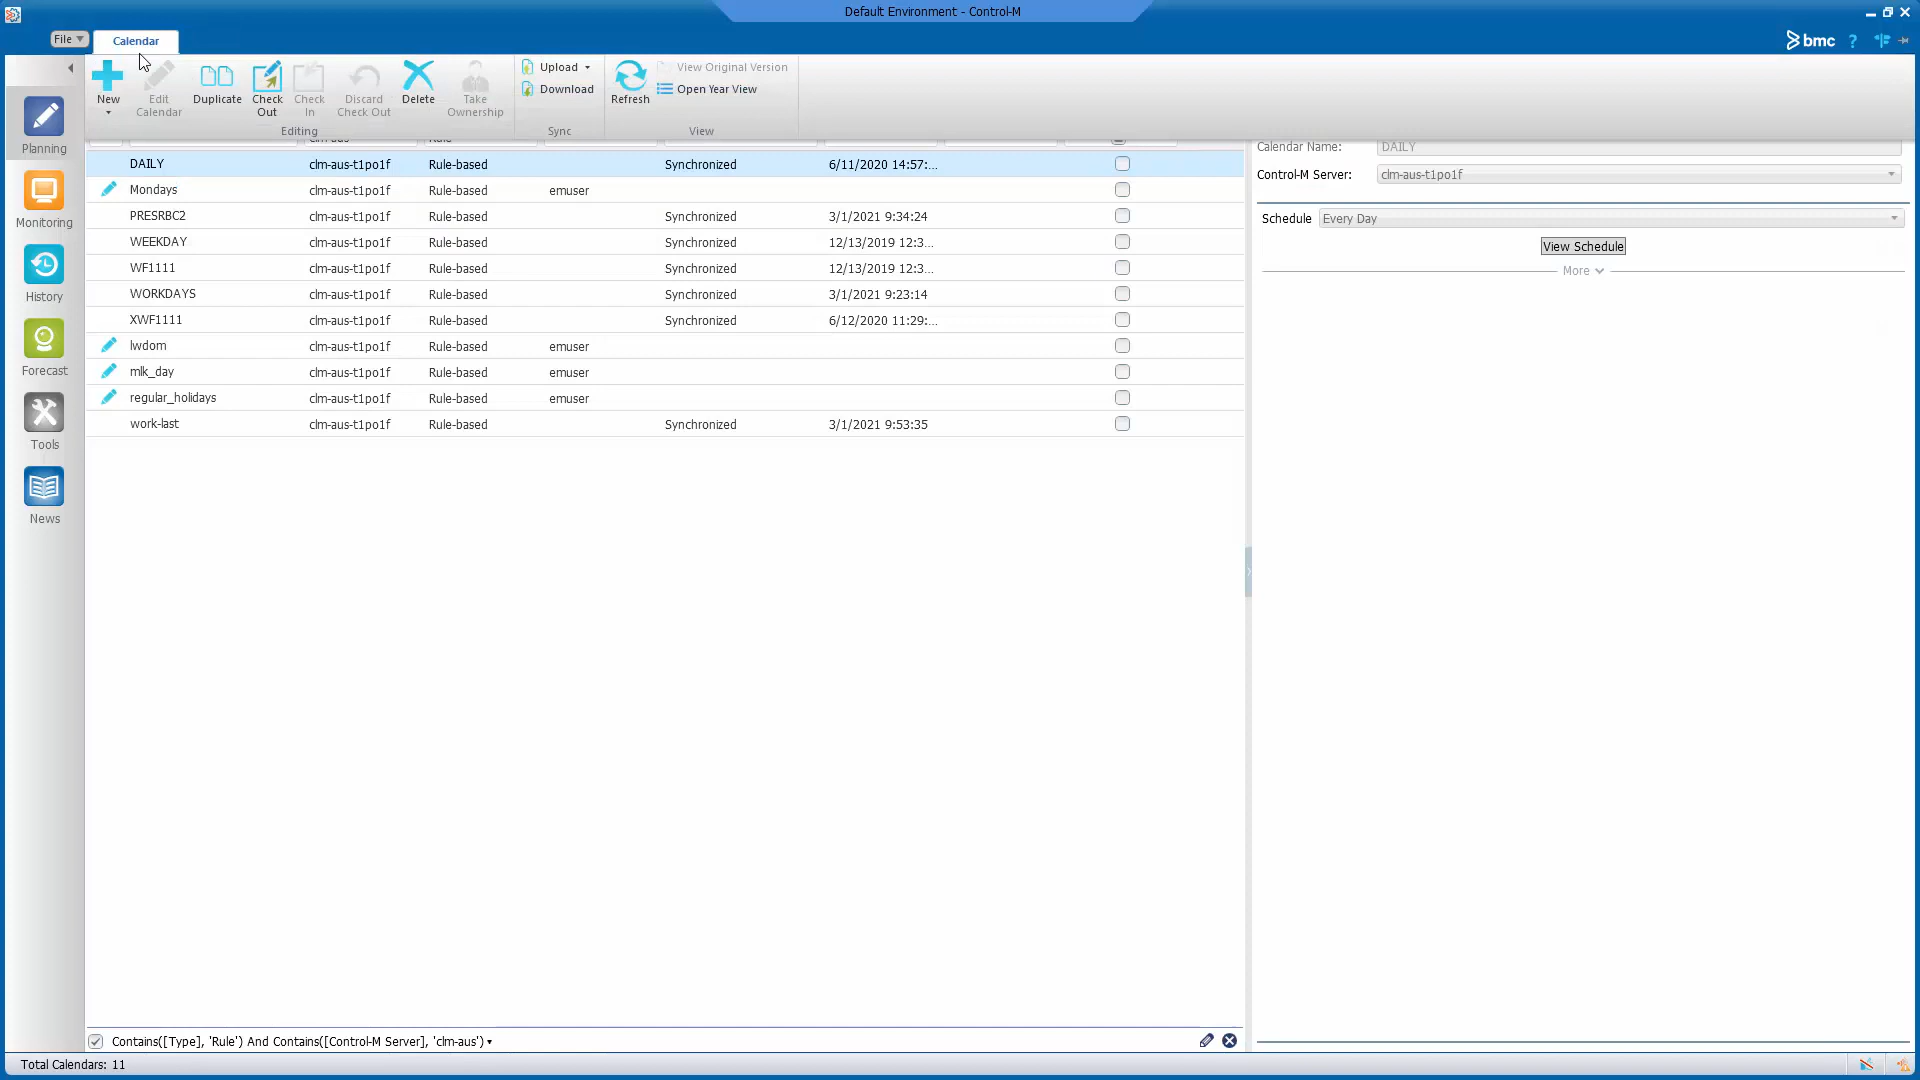 Default Environment - Control-M
File
Calendar
bmc
?
New
Edit Calendar
Duplicate
Check Out
Check In
Discard Check Out
Delete
Take Ownership
Editing
Upload
Download
Sync
Refresh
View Original Version
Open Year View
View
Planning
Monitoring
History
Forecast
Tools
News
DAILY clm-aus-t1po1f Rule-based Synchronized 6/11/2020 14:57:...
Mondays clm-aus-t1po1f Rule-based emuser
PRESRBC2 clm-aus-t1po1f Rule-based Synchronized 3/1/2021 9:34:24
WEEKDAY clm-aus-t1po1f Rule-based Synchronized 12/13/2019 12:3...
WF1111 clm-aus-t1po1f Rule-based Synchronized 12/13/2019 12:3...
WORKDAYS clm-aus-t1po1f Rule-based Synchronized 3/1/2021 9:23:14
XWF1111 clm-aus-t1po1f Rule-based Synchronized 6/12/2020 11:29:...
lwdom clm-aus-t1po1f Rule-based emuser
mlk_day clm-aus-t1po1f Rule-based emuser
regular_holidays clm-aus-t1po1f Rule-based emuser
work-last clm-aus-t1po1f Rule-based Synchronized 3/1/2021 9:53:35
Calendar Name: DAILY
Control-M Server: clm-aus-t1po1f
Schedule Every Day
View Schedule
More
Contains([Type], 'Rule') And Contains([Control-M Server], 'clm-aus')
Total Calendars: 11